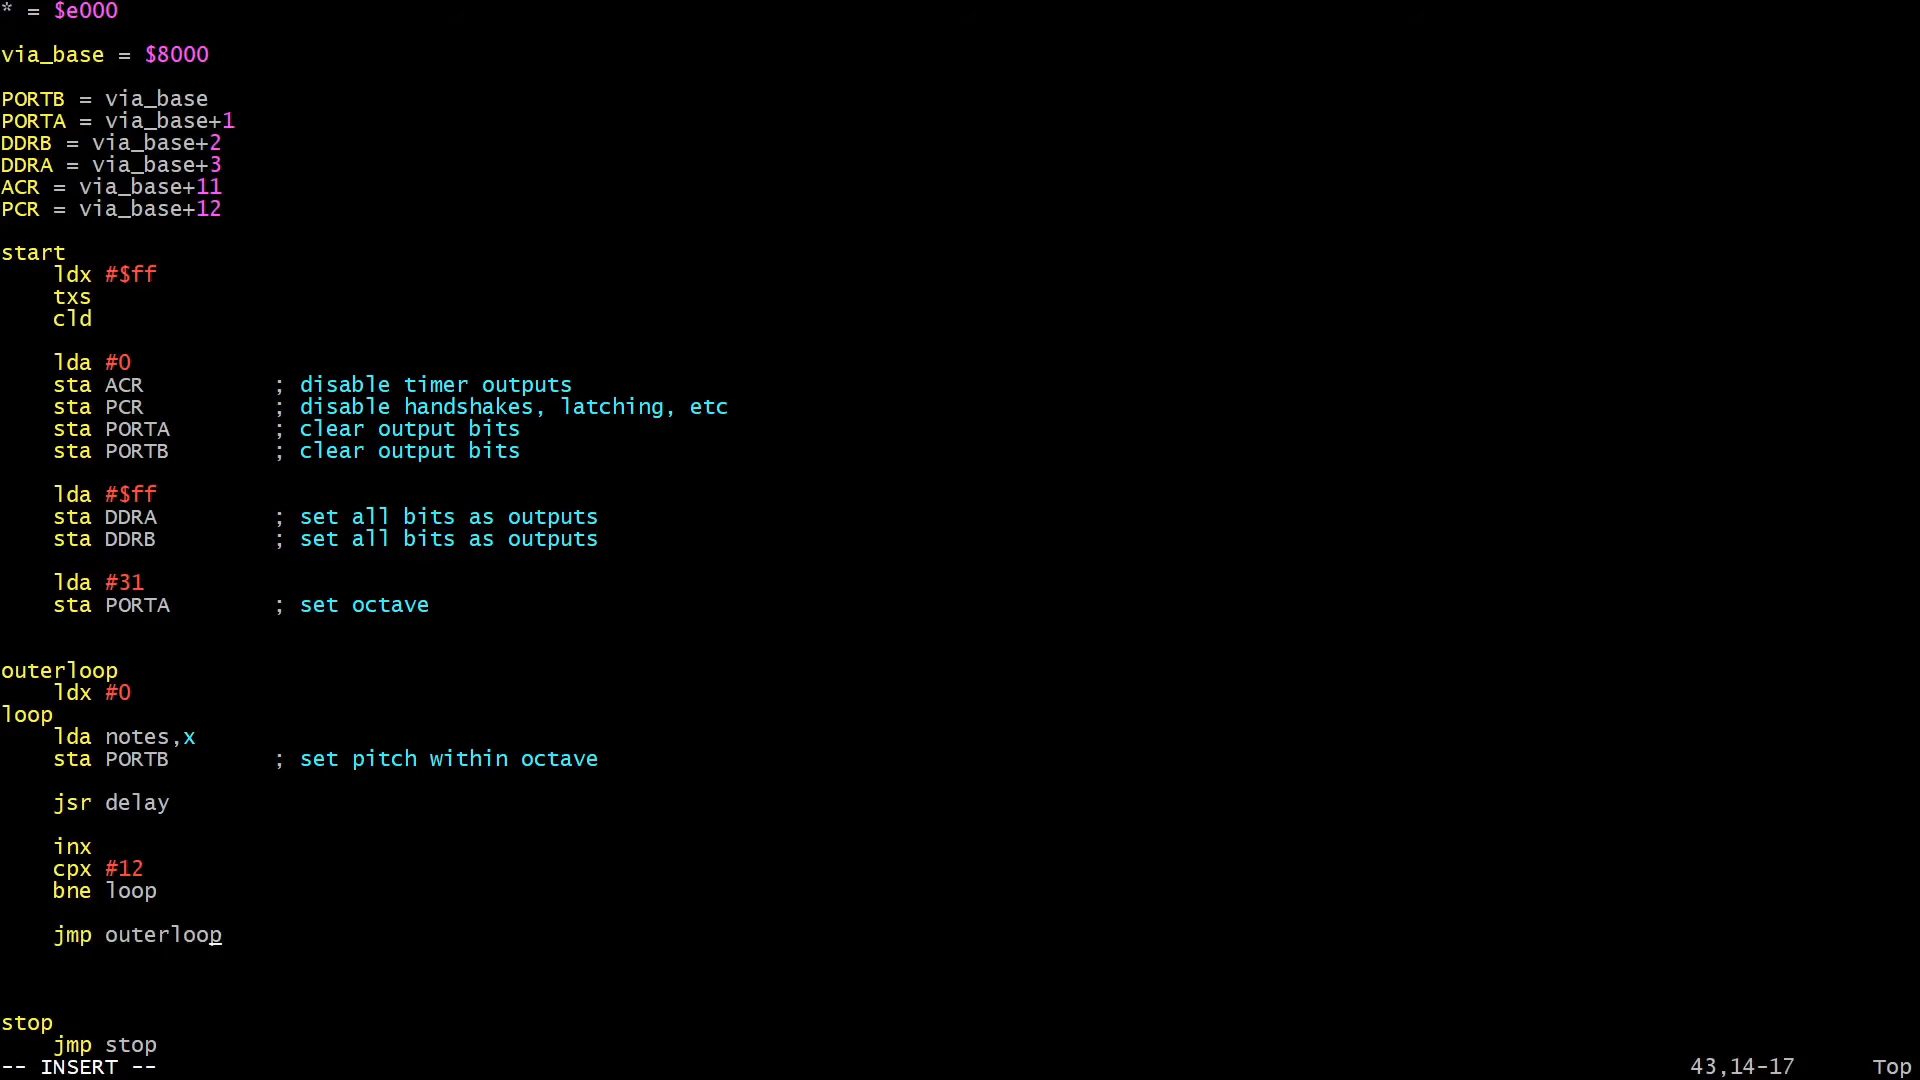 * = $e000
via_base = $8000
PORTB = via_base
PORTA = via_base+1
DDRB = via_base+2
DDRA = via_base+3
ACR = via_base+11
PCR = via_base+12
start
    ldx #$ff
    txs
    cld
    lda #0
    sta ACR          ; disable timer outputs
    sta PCR          ; disable handshakes, latching, etc
    sta PORTA        ; clear output bits
    sta PORTB        ; clear output bits
    lda #$ff
    sta DDRA         ; set all bits as outputs
    sta DDRB         ; set all bits as outputs
    lda #31
    sta PORTA        ; set octave
outerloop
    ldx #0
loop
    lda notes,x
    sta PORTB        ; set pitch within octave
    jsr delay
    inx
    cpx #12
    bne loop
    jmp outerloop
stop
    jmp stop
-- INSERT -- 43,14-17 Top